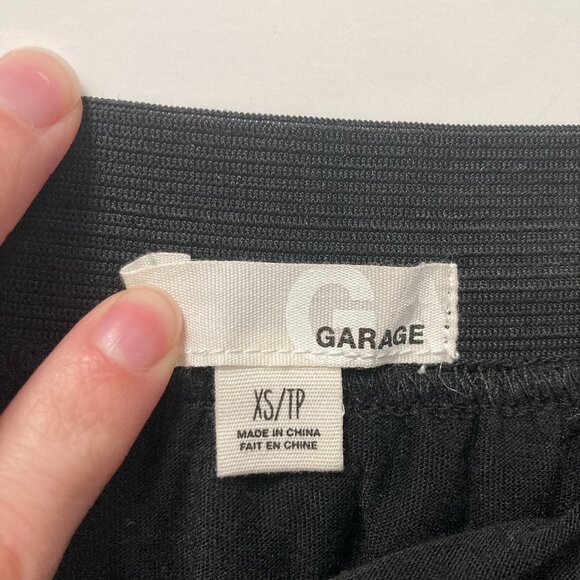 G
GARAGE
XS/TP
MADE IN CHINA
FAIT EN CHINE